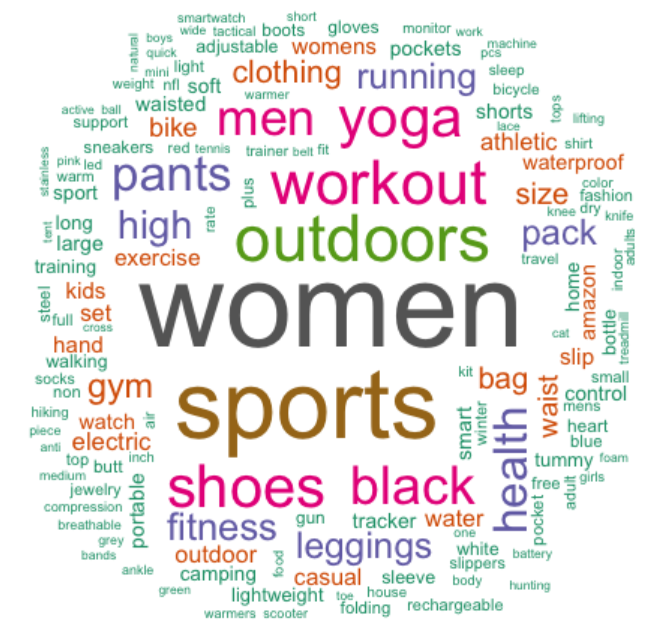 smartwatch short
wide tactical boots gloves monitor work
boys adjustable womens pockets machine
natural quick pcs
mini light clothing running sleep
weight nfl soft bicycle
warmer
active ball waisted men yoga shorts tops lifting
support bike lace
sneakers red tennis trainer belt fit athletic shirt
stainless pink led waterproof
warm pants workout color
sport plus size fashion
long high rate knee dry knife
tent large outdoors pack adults
training exercise travel indoor
steel kids women home amazon
full set bottle
cross treadmill
hand cat
walking slip
socks gym sports kit bag waist small
non control
hiking watch air smart winter mens
piece electric health heart
anti blue
top butt inch tummy foam
medium jewelry shoes black free girls
compression portable pocket adult
breathable fitness gun tracker water
grey leggings one
bands outdoor white battery
ankle camping food casual sleeve slippers
body
green lightweight toe house hunting
warmers scooter folding rechargeable